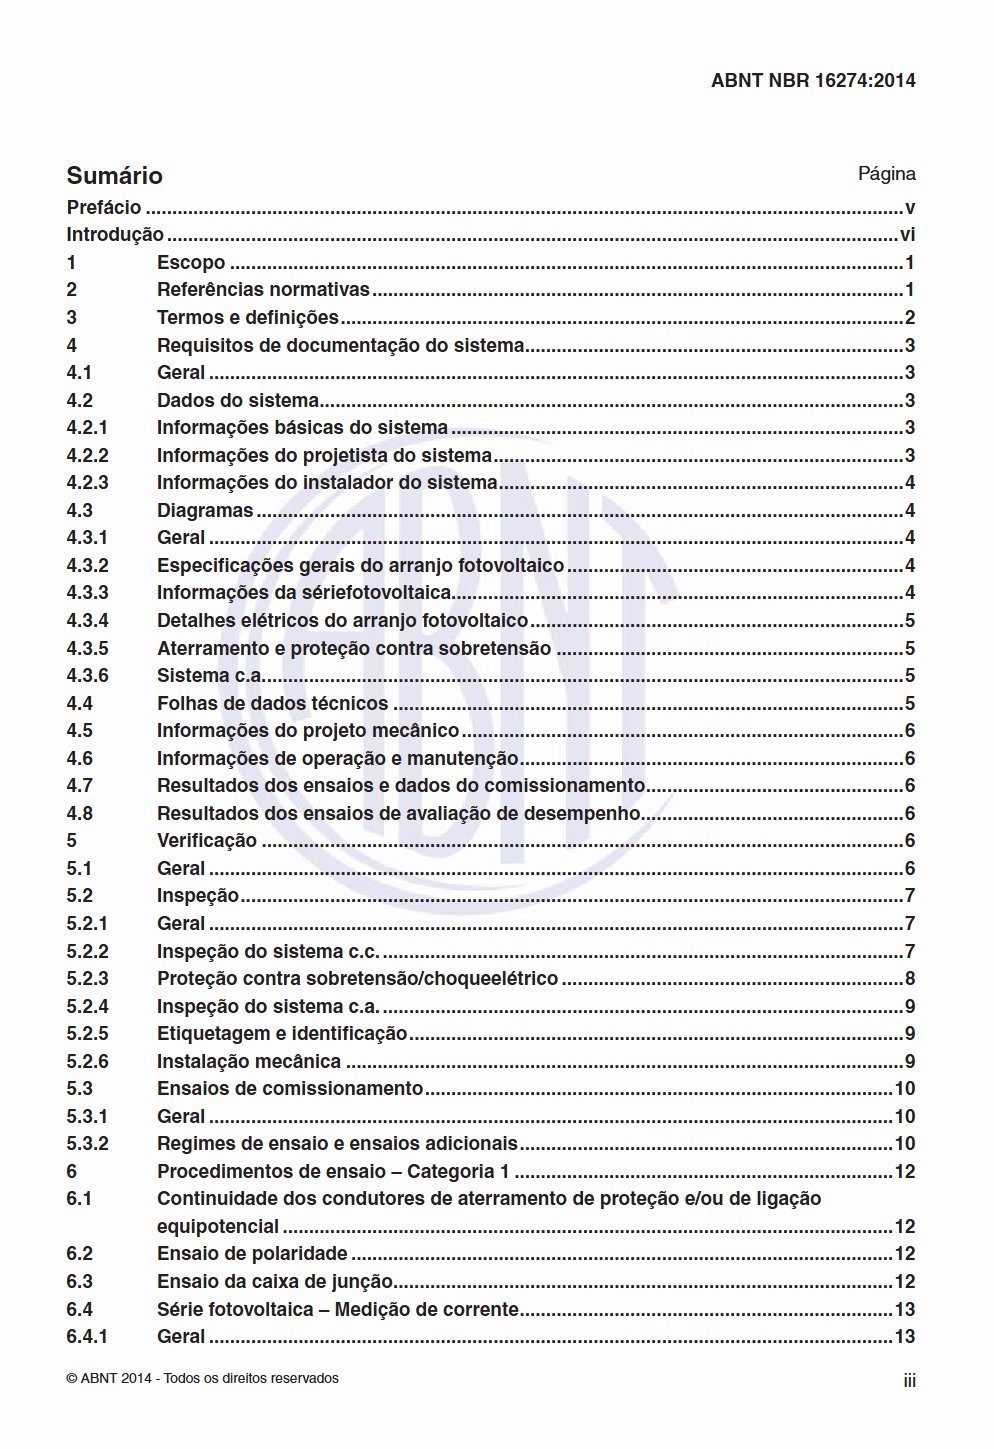 ABNT NBR 16274:2014
Sumário Página
Prefácio ........ v
Introdução ........ vi
1 Escopo ........ 1
2 Referências normativas ........ 1
3 Termos e definições ........ 2
4 Requisitos de documentação do sistema ........ 3
4.1 Geral ........ 3
4.2 Dados do sistema ........ 3
4.2.1 Informações básicas do sistema ........ 3
4.2.2 Informações do projetista do sistema ........ 3
4.2.3 Informações do instalador do sistema ........ 4
4.3 Diagramas ........ 4
4.3.1 Geral ........ 4
4.3.2 Especificações gerais do arranjo fotovoltaico ........ 4
4.3.3 Informações da sériefotovoltaica ........ 4
4.3.4 Detalhes elétricos do arranjo fotovoltaico ........ 5
4.3.5 Aterramento e proteção contra sobretensão ........ 5
4.3.6 Sistema c.a. ........ 5
4.4 Folhas de dados técnicos ........ 5
4.5 Informações do projeto mecânico ........ 6
4.6 Informações de operação e manutenção ........ 6
4.7 Resultados dos ensaios e dados do comissionamento ........ 6
4.8 Resultados dos ensaios de avaliação de desempenho ........ 6
5 Verificação ........ 6
5.1 Geral ........ 6
5.2 Inspeção ........ 7
5.2.1 Geral ........ 7
5.2.2 Inspeção do sistema c.c. ........ 7
5.2.3 Proteção contra sobretensão/choqueelétrico ........ 8
5.2.4 Inspeção do sistema c.a. ........ 9
5.2.5 Etiquetagem e identificação ........ 9
5.2.6 Instalação mecânica ........ 9
5.3 Ensaios de comissionamento ........ 10
5.3.1 Geral ........ 10
5.3.2 Regimes de ensaio e ensaios adicionais ........ 10
6 Procedimentos de ensaio – Categoria 1 ........ 12
6.1 Continuidade dos condutores de aterramento de proteção e/ou de ligação
equipotencial ........ 12
6.2 Ensaio de polaridade ........ 12
6.3 Ensaio da caixa de junção ........ 12
6.4 Série fotovoltaica – Medição de corrente ........ 13
6.4.1 Geral ........ 13
© ABNT 2014 - Todos os direitos reservados iii
ABNT